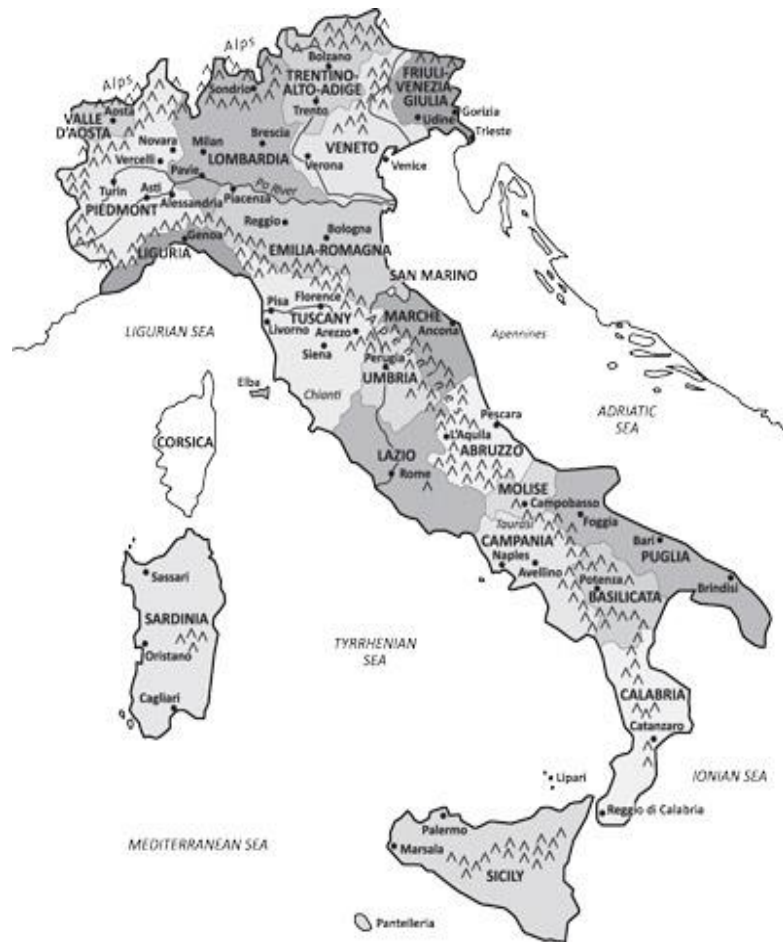 Alps
Alps
Bolzano
TRENTINO-
ALTO-ADIGE
Trento
FRIULI-
VENEZIA
GIULIA
Gorizia
Udine
Trieste
Sondrio
VALLE
D'AOSTA
Aosta
Novara
Milan
Brescia
VENETO
Vercelli
LOMBARDIA
Verona
Venice
Pavie
Turin
Asti
Po River
PIEDMONT
Alessandria
Piacenza
Reggio
Bologna
EMILIA-ROMAGNA
Genoa
LIGURIA
SAN MARINO
Florence
Pisa
TUSCANY
MARCHE
LIGURIAN SEA
Livorno
Arezzo
Ancona
Apennines
Siena
Perugia
UMBRIA
Elba
Chianti
Pescara
ADRIATIC
SEA
L'Aquila
ABRUZZO
CORSICA
LAZIO
Rome
MOLISE
Campobasso
Foggia
Taurasi
CAMPANIA
Bari
PUGLIA
Naples
Avellino
Potenza
BASILICATA
Brindisi
Sassari
SARDINIA
Oristano
TYRRHENIAN
SEA
Cagliari
CALABRIA
Catanzaro
Lipari
IONIAN SEA
Reggio di Calabria
MEDITERRANEAN SEA
Palermo
Marsala
SICILY
Pantelleria